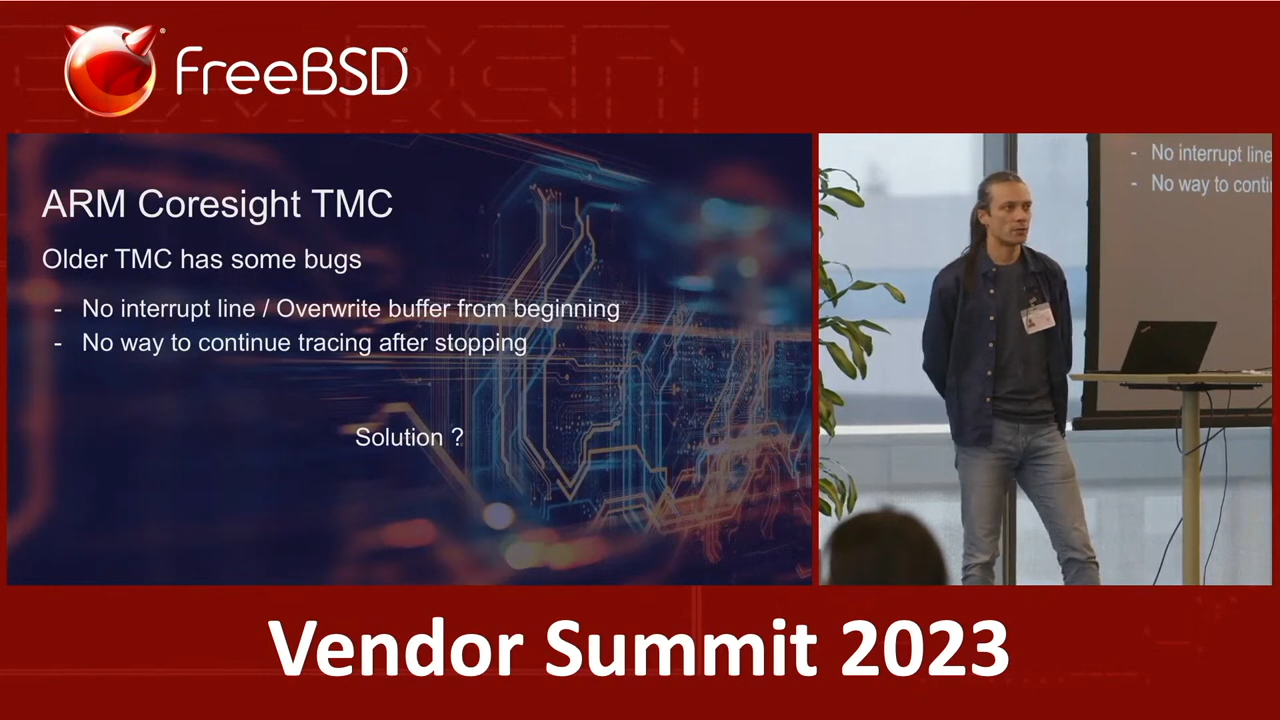 FreeBSD
ARM Coresight TMC
Older TMC has some bugs
- No interrupt line / Overwrite buffer from beginning
- No way to continue tracing after stopping
Solution ?
- No interrupt line
- No way to conti
Vendor Summit 2023